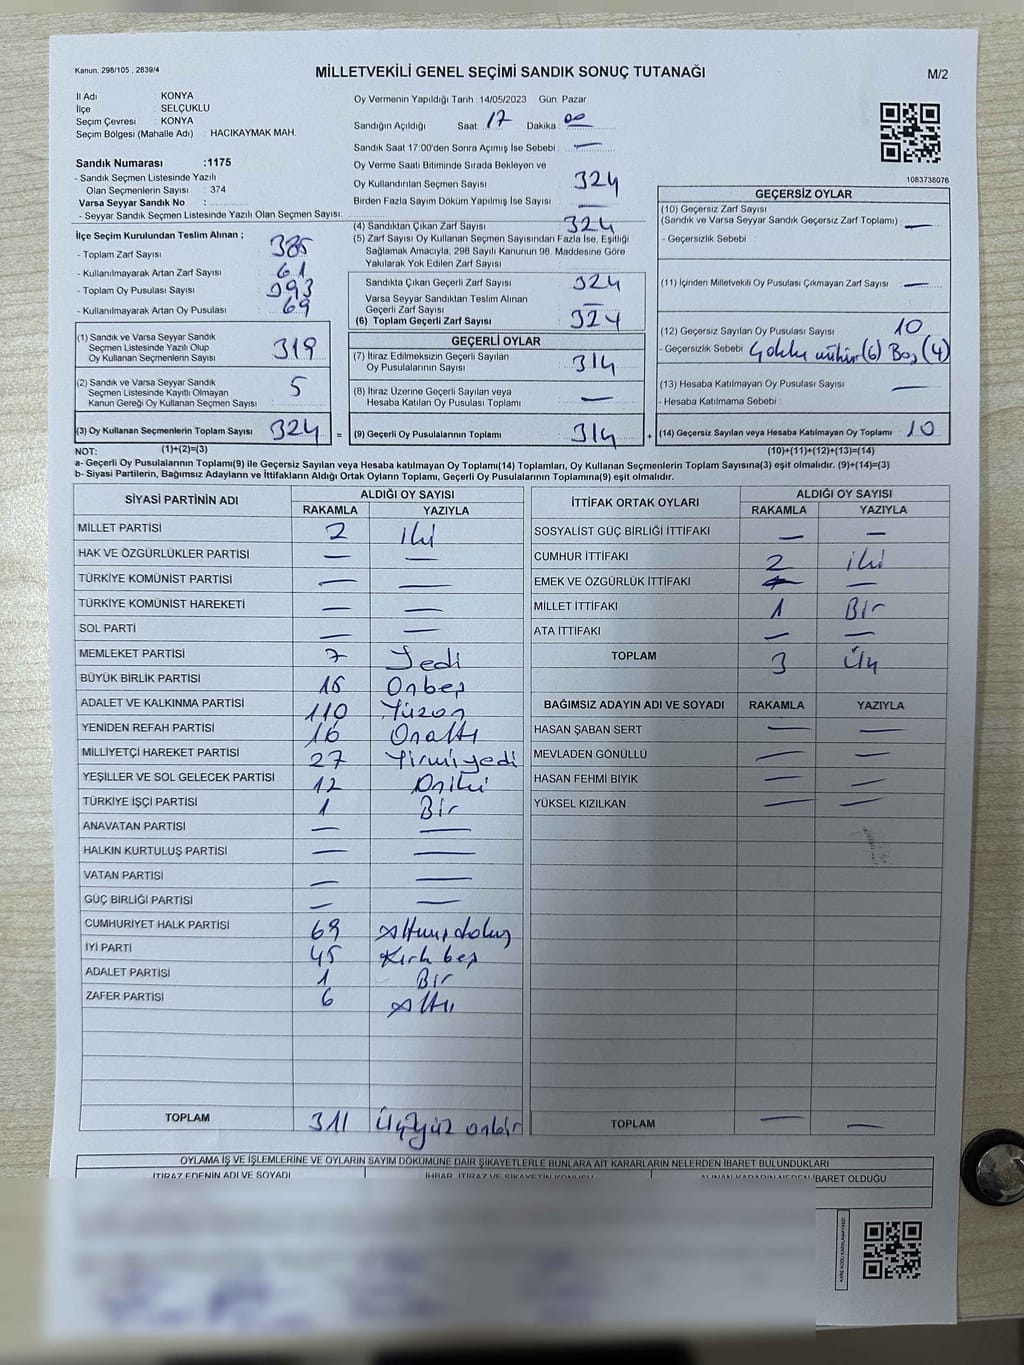 Kanun. 298/105 , 2839/4
MİLLETVEKİLİ GENEL SEÇİMİ SANDIK SONUÇ TUTANAĞI
M/2
İl Adı : KONYA
İlçe : SELÇUKLU
Seçim Çevresi : KONYA
Seçim Bölgesi (Mahalle Adı) : HACIKAYMAK MAH.
Sandık Numarası :1175
- Sandık Seçmen Listesinde Yazılı
Olan Seçmenlerin Sayısı : 374
Varsa Seyyar Sandık No :
- Seyyar Sandık Seçmen Listesinde Yazılı Olan Seçmen Sayısı:
Oy Vermenin Yapıldığı Tarih :14/05/2023 Gün: Pazar
Sandığın Açıldığı Saat: 17 Dakika: 00
Sandık Saat 17:00'den Sonra Açımış İse Sebebi : —
Oy Verme Saati Bitiminde Sırada Bekleyen ve
Oy Kullandırılan Seçmen Sayısı 324
Birden Fazla Sayım Döküm Yapılmış İse Sayısı —
1083738076
İlçe Seçim Kurulundan Teslim Alınan ;
- Toplam Zarf Sayısı : 385
- Kullanılmayarak Artan Zarf Sayısı : 61
- Toplam Oy Pusulası Sayısı : 393
- Kullanılmayarak Artan Oy Pusulası : 69
(1) Sandık ve Varsa Seyyar Sandık
Seçmen Listesinde Yazılı Olup
Oy Kullanan Seçmenlerin Sayısı : 319
(2) Sandık ve Varsa Seyyar Sandık
Seçmen Listesinde Kayıtlı Olmayan
Kanun Gereği Oy Kullanan Seçmen Sayısı : 5
(3) Oy Kullanan Seçmenlerin Toplam Sayısı 324 =
(4) Sandıktan Çıkan Zarf Sayısı 324
(5) Zarf Sayısı Oy Kullanan Seçmen Sayısından Fazla İse, Eşitliği
Sağlamak Amacıyla, 298 Sayılı Kanunun 98. Maddesine Göre
Yakılarak Yok Edilen Zarf Sayısı
Sandıkta Çıkan Geçerli Zarf Sayısı 324
Varsa Seyyar Sandıktan Teslim Alınan
Geçerli Zarf Sayısı —
(6) Toplam Geçerli Zarf Sayısı 324
GEÇERLİ OYLAR
(7) İtiraz Edilmeksizin Geçerli Sayılan
Oy Pusulasının Sayısı 314
(8) İtiraz Üzerine Geçerli Sayılan veya
Hesaba Katılan Oy Pusulası Toplamı —
(9) Geçerli Oy Pusulalarının Toplamı 314 +
GEÇERSİZ OYLAR
(10) Geçersiz Zarf Sayısı
(Sandık ve Varsa Seyyar Sandık Geçersiz Zarf Toplamı) —
- Geçersizlik Sebebi :
(11) İçinden Milletvekili Oy Pusulası Çıkmayan Zarf Sayısı —
(12) Geçersiz Sayılan Oy Pusulası Sayısı 10
- Geçersizlik Sebebi : Çoklu mühür (6) Boş (4)
(13) Hesaba Katılmayan Oy Pusulası Sayısı —
- Hesaba Katılmama Sebebi :
(14) Geçersiz Sayılan veya Hesaba Katılmayan Oy Toplamı 10
NOT: (1)+(2)=(3) (10)+(11)+(12)+(13)=(14)
a- Geçerli Oy Pusulalarının Toplamı(9) ile Geçersiz Sayılan veya Hesaba katılmayan Oy Toplamı(14) Toplamları, Oy Kullanan Seçmenlerin Toplam Sayısına(3) eşit olmalıdır. (9)+(14)=(3)
b- Siyasi Partilerin, Bağımsız Adayların ve İttifakların Aldığı Ortak Oyların Toplamı, Geçerli Oy Pusulalarının Toplamına(9) eşit olmalıdır.
SİYASİ PARTİNİN ADI ALDIĞI OY SAYISI
RAKAMLA YAZIYLA
MİLLET PARTİSİ 2 iki
HAK VE ÖZGÜRLÜKLER PARTİSİ — —
TÜRKİYE KOMÜNİST PARTİSİ — —
TÜRKİYE KOMÜNİST HAREKETİ — —
SOL PARTİ — —
MEMLEKET PARTİSİ 7 Yedi
BÜYÜK BİRLİK PARTİSİ 15 Onbeş
ADALET VE KALKINMA PARTİSİ 110 Yüzon
YENİDEN REFAH PARTİSİ 16 Onaltı
MİLLİYETÇİ HAREKET PARTİSİ 27 Yirmiyedi
YEŞİLLER VE SOL GELECEK PARTİSİ 12 Oniki
TÜRKİYE İŞÇİ PARTİSİ 1 Bir
ANAVATAN PARTİSİ — —
HALKIN KURTULUŞ PARTİSİ — —
VATAN PARTİSİ — —
GÜÇ BİRLİĞİ PARTİSİ — —
CUMHURİYET HALK PARTİSİ 69 Altmışdokuz
İYİ PARTİ 45 Kırkbeş
ADALET PARTİSİ 1 Bir
ZAFER PARTİSİ 6 Altı
TOPLAM 311 Üçyüz onbir
İTTİFAK ORTAK OYLARI ALDIĞI OY SAYISI
RAKAMLA YAZIYLA
SOSYALİST GÜÇ BİRLİĞİ İTTİFAKI — —
CUMHUR İTTİFAKI 2 iki
EMEK VE ÖZGÜRLÜK İTTİFAKI — —
MİLLET İTTİFAKI 1 Bir
ATA İTTİFAKI — —
TOPLAM 3 Üç
BAĞIMSIZ ADAYIN ADI VE SOYADI RAKAMLA YAZIYLA
HASAN ŞABAN SERT — —
MEVLADEN GÖNÜLLÜ — —
HASAN FEHMİ BIYIK — —
YÜKSEL KIZILKAN — —
TOPLAM — —
OYLAMA İŞ VE İŞLEMLERİNE VE OYLARIN SAYIM DÖKÜMÜNE DAİR ŞİKAYETLERLE BUNLARA AİT KARARLARIN NELERDEN İBARET BULUNDUKLARI
İTİRAZ EDENİN ADI VE SOYADI İHBAR, İTİRAZ VE ŞİKAYETİN KONUSU ALINAN KARARIN NEDEN İBARET OLDUĞU